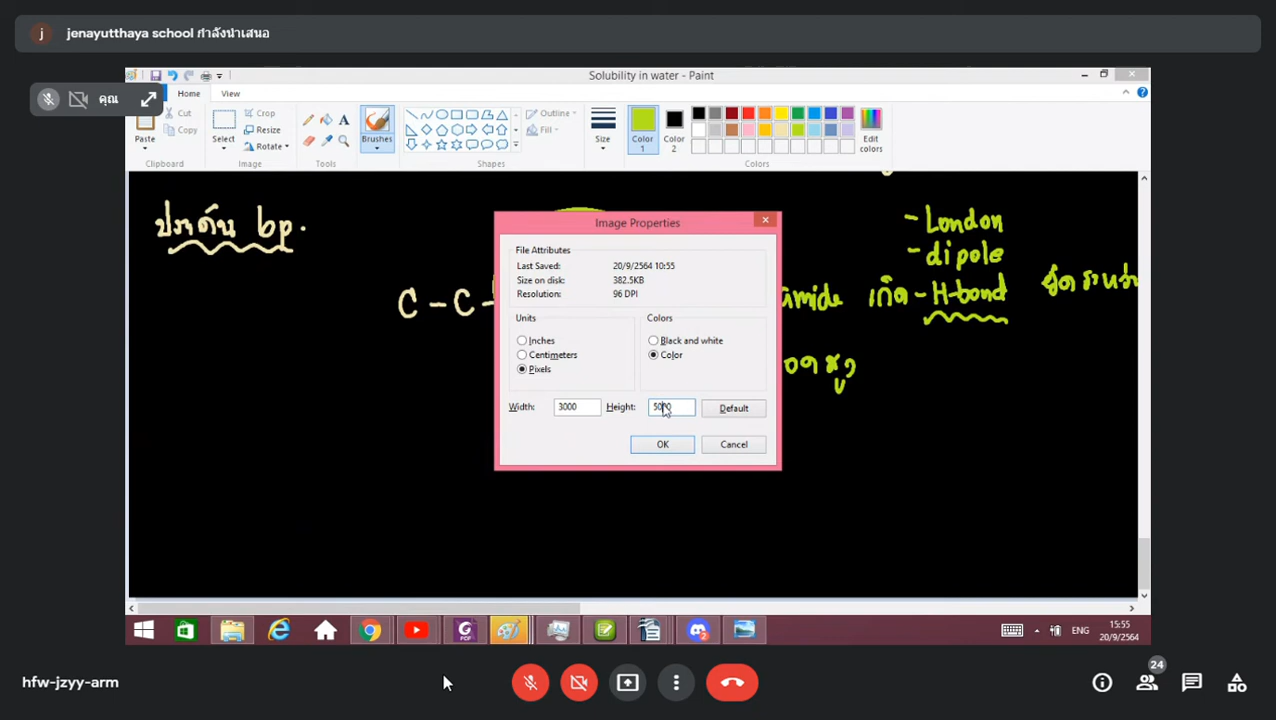 j jenayutthaya school กำลังนำเสนอ
Solubility in water - Paint
คุณ
Home View
Paste
Cut
Copy
Clipboard
Select
Crop
Resize
Rotate
Image
A
Tools
Brushes
Outline
Fill
Shapes
Size
Color 1
Color 2
Edit colors
Colors
bp.
C - C -
- London
- dipole
amide เกิด - H-bond
Image Properties
File Attributes
Last Saved: 20/9/2564 10:55
Size on disk: 382.5KB
Resolution: 96 DPI
Units
Inches
Centimeters
Pixels
Colors
Black and white
Color
Width: 3000 Height: 5000 Default
OK Cancel
PDF
2
ENG
15:55
20/9/2564
hfw-jzyy-arm
24